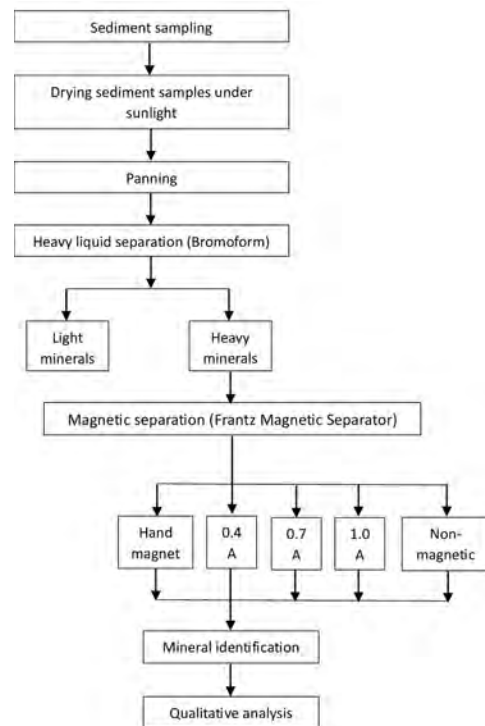 Sediment sampling
Drying sediment samples under
sunlight
Panning
Heavy liquid separation (Bromoform)
Light
minerals
Heavy
minerals
Magnetic separation (Frantz Magnetic Separator)
Hand
magnet
0.4
A
0.7
A
1.0
A
Non-
magnetic
Mineral identification
Qualitative analysis